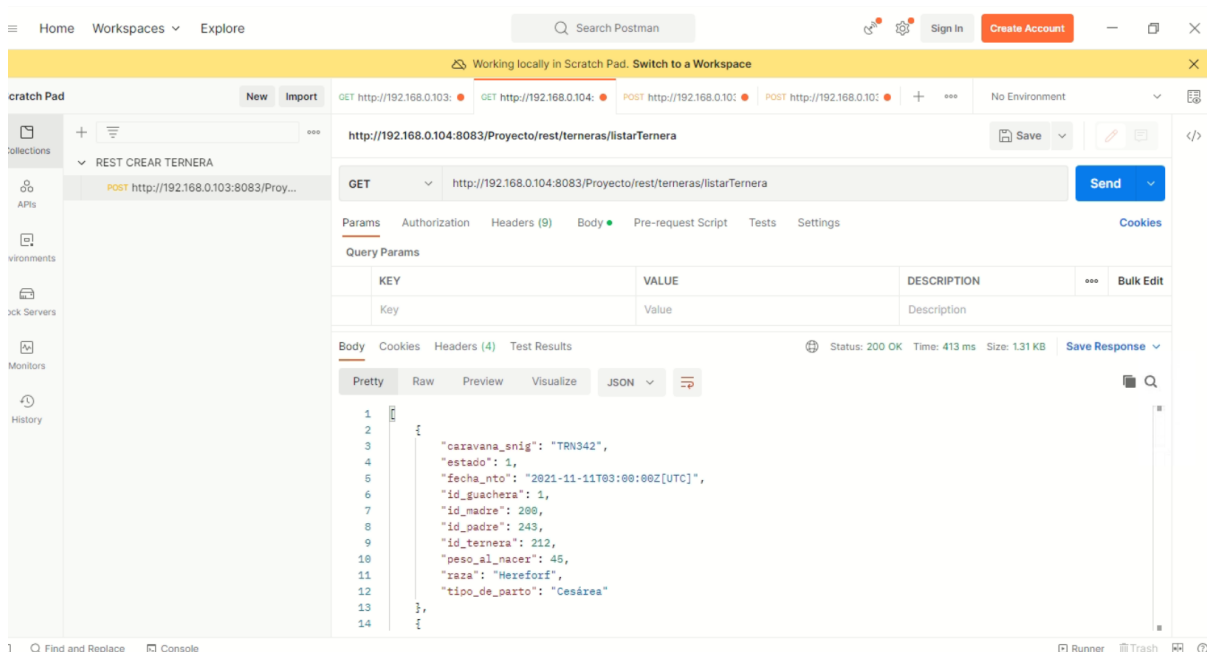 Home Workspaces Explore Search Postman Sign In Create Account
Working locally in Scratch Pad. Switch to a Workspace
Scratch Pad New Import GET http://192.168.0.103: GET http://192.168.0.104: POST http://192.168.0.103 POST http://192.168.0.103 No Environment
Collections
APIs
Environments
Mock Servers
Monitors
History
REST CREAR TERNERA
POST http://192.168.0.103:8083/Proy...
http://192.168.0.104:8083/Proyecto/rest/terneras/listarTernera Save
GET http://192.168.0.104:8083/Proyecto/rest/terneras/listarTernera Send
Params Authorization Headers (9) Body Pre-request Script Tests Settings Cookies
Query Params
KEY VALUE DESCRIPTION Bulk Edit
Key Value Description
Body Cookies Headers (4) Test Results Status: 200 OK Time: 413 ms Size: 1.31 KB Save Response
Pretty Raw Preview Visualize JSON
1 [
2 {
3 "caravana_snig": "TRN342",
4 "estado": 1,
5 "fecha_nto": "2021-11-11T03:00:00Z[UTC]",
6 "id_guachera": 1,
7 "id_madre": 200,
8 "id_padre": 243,
9 "id_ternera": 212,
10 "peso_al_nacer": 45,
11 "raza": "Hereforf",
12 "tipo_de_parto": "Cesárea"
13 },
14 {
Find and Replace Console Runner Trash